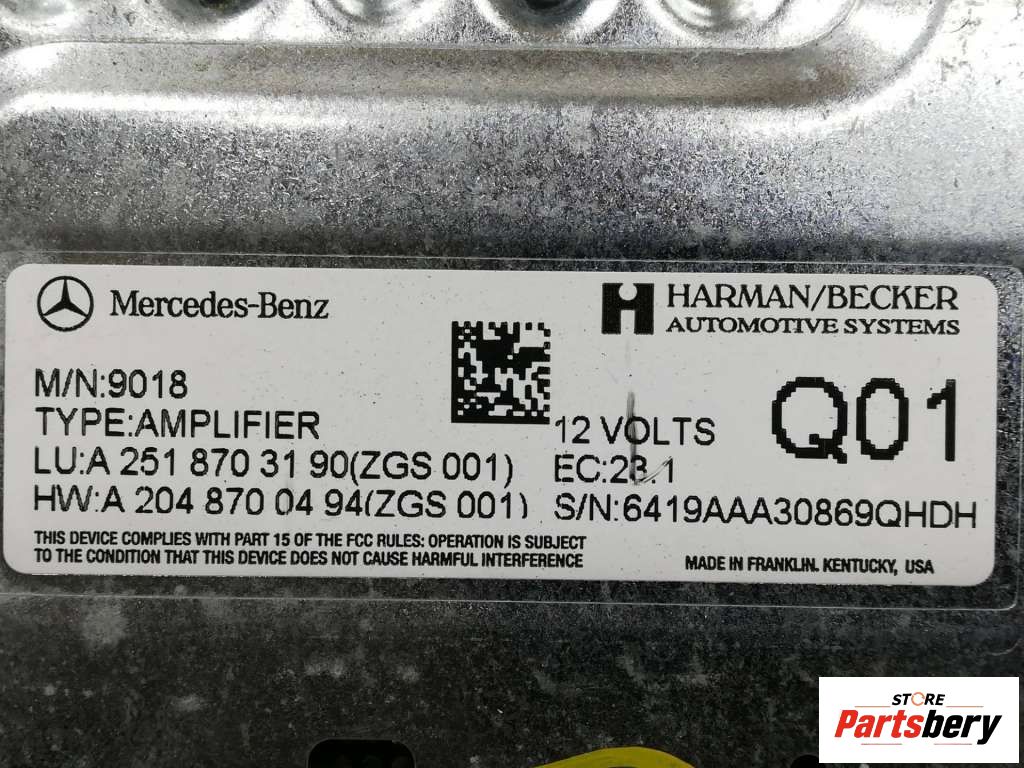 Mercedes-Benz
HARMAN/BECKER
AUTOMOTIVE SYSTEMS
M/N:9018
TYPE:AMPLIFIER
LU:A 251 870 31 90(ZGS 001)
HW:A 204 870 04 94(ZGS 001)
12 VOLTS
EC:23.1
S/N:6419AAA30869QHDH
Q01
THIS DEVICE COMPLIES WITH PART 15 OF THE FCC RULES: OPERATION IS SUBJECT
TO THE CONDITION THAT THIS DEVICE DOES NOT CAUSE HARMFUL INTERFERENCE
MADE IN FRANKLIN. KENTUCKY, USA
STORE
Partsbery